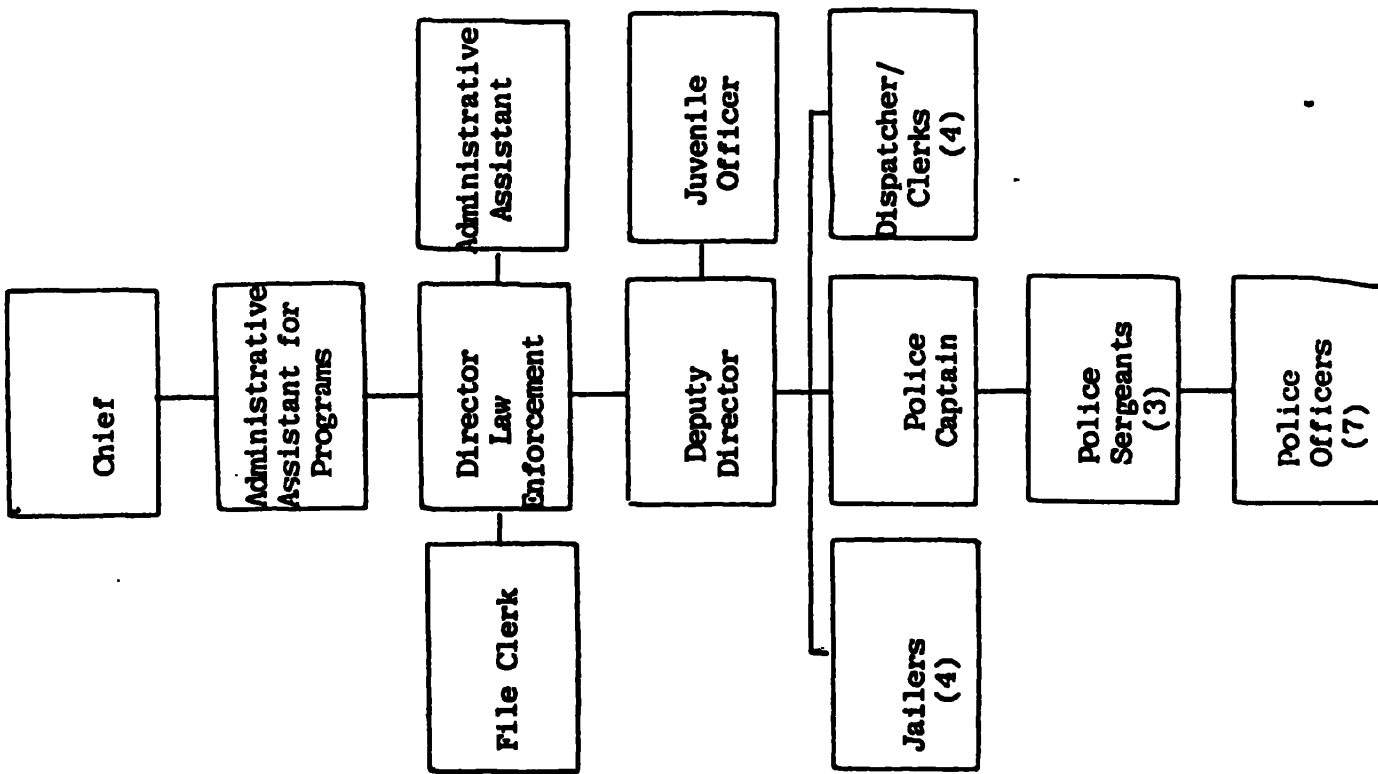 Chief
Administrative
Assistant for
Programs
File Clerk
Director
Law
Enforcement
Administrative
Assistant
Deputy
Director
Juvenile
Officer
Jailers
(4)
Police
Captain
Dispatcher/
Clerks
(4)
Police
Sergeants
(3)
Police
Officers
(7)